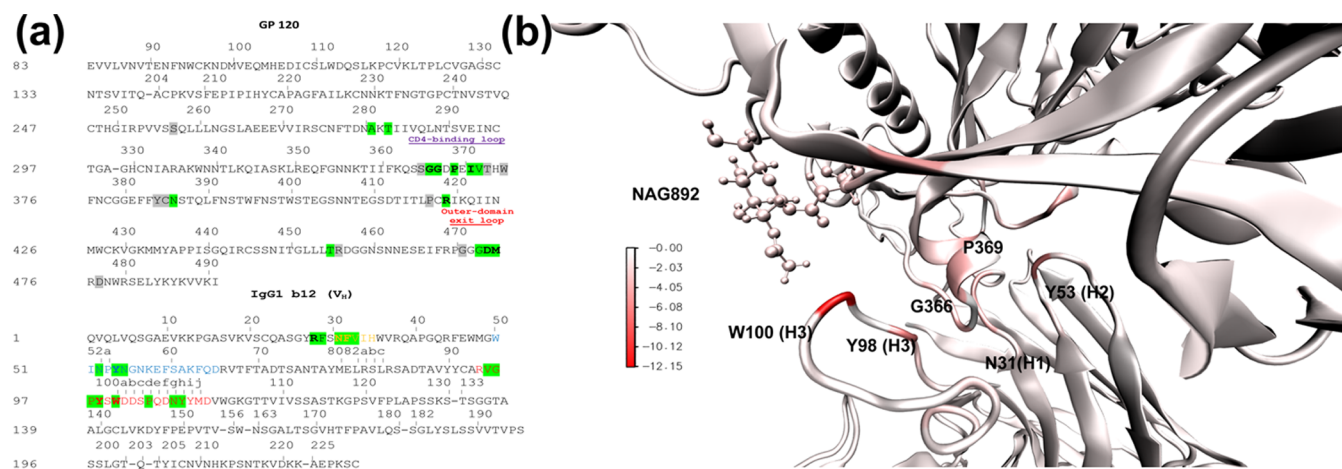 (a)
GP 120
90 100 110 120 130
83 EVVLVNVTENFNWCKNDMVEQMHEDICSLWDQSLKPCVKLTPLCVGAGSC
204 210 220 230 240
133 NTSVITQ-ACPKVSFEPIPIHYCAPAGFAILKCNNKTFNGTGPCTNVSTVQ
250 260 270 280 290
247 CTHGIRPVVSSQLLLNGSLAEEEVVIRSCNFTDNAKTIIVQLNTSVEINC
CD4-binding loop
330 340 350 360 370
297 TGA-GHCNIARAKWNNTLKQIASKLREQFGNNKTIIFKQSSGGDPEIVTHW
380 390 400 410 420
376 FNCGGEFFYCNSTQLFNSTWFNSTWSTEGSNNTEGSDTITLPCRIKQIIN
Outer-domain
exit loop
430 440 450 460 470
426 MWCKVGKMMYAPPISGQIRCSSNITGLLLTRDGGNSNNESEIFRPGGGDM
480 490
476 RDNWRSELYKYKVVKI
IgG1 b12 (VH)
10 20 30 40 50
1 QVQLVQSGAEVKKPGASVKVSCQASGYRFSNFVIHWVRQAPGQRFEWMGW
52a 8082abc 90
51 INPYNGNKEFSAKFQDRVTFTADTSANTAYMELRSLRSADTAVYYCARVG
100abcdefghij 110 120 130 133
97 PYSWDDSPQDNYYMDVWGKGTTVIVSSASTKGPSVFPLAPSSKS-TSGGTA
140 150 156 163 170 180 182 190
139 ALGCLVKDYFPEPVTV-SW-NSGALTSGVHTFPAVLQS-SGLYSLSSVVTVPS
200 203 205 210 225
196 SSLGT-Q-TYICNVNHKPSNTKVDKK-AEPKSC
(b)
NAG892
-0.00
-2.03
-4.05
-6.08
-8.10
-10.12
-12.15
P369
G366
Y53 (H2)
W100 (H3)
Y98 (H3)
N31(H1)